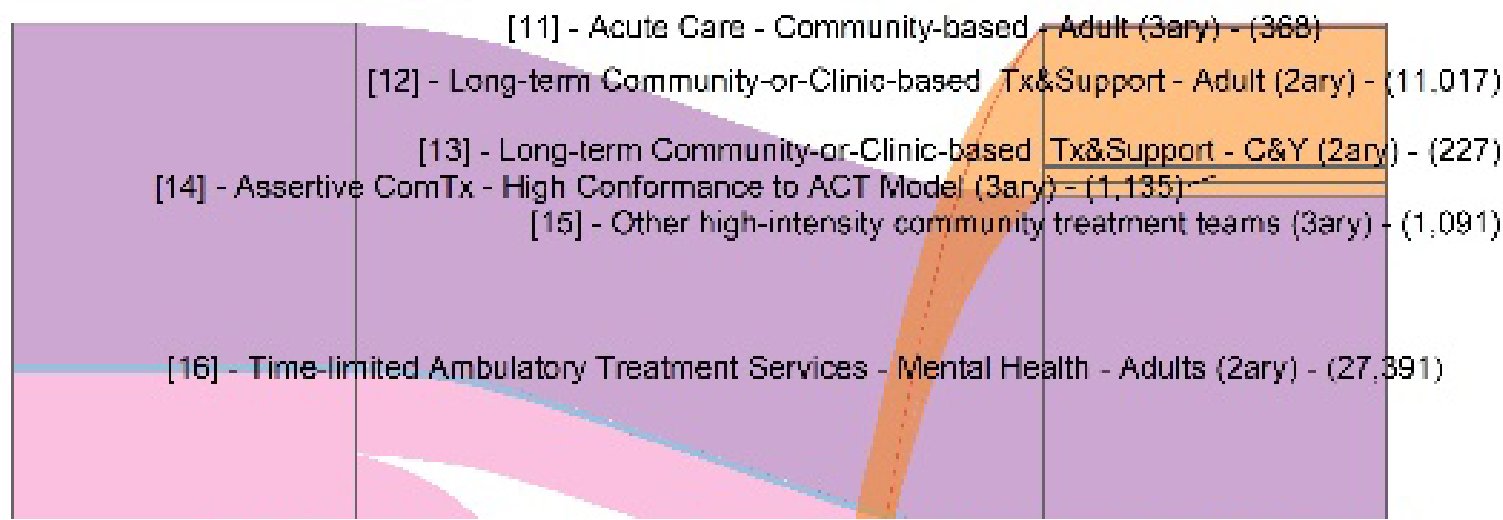 [11] - Acute Care - Community-based - Adult (3ary) - (368)
[12] - Long-term Community-or-Clinic-based Tx&Support - Adult (2ary) - (11.017)
[13] - Long-term Community-or-Clinic-based Tx&Support - C&Y (2ary) - (227)
[14] - Assertive ComTx - High Conformance to ACT Model (3ary) - (1,135)
[15] - Other high-intensity community treatment teams (3ary) - (1.091)
[16] - Time-limited Ambulatory Treatment Services - Mental Health - Adults (2ary) - (27,391)